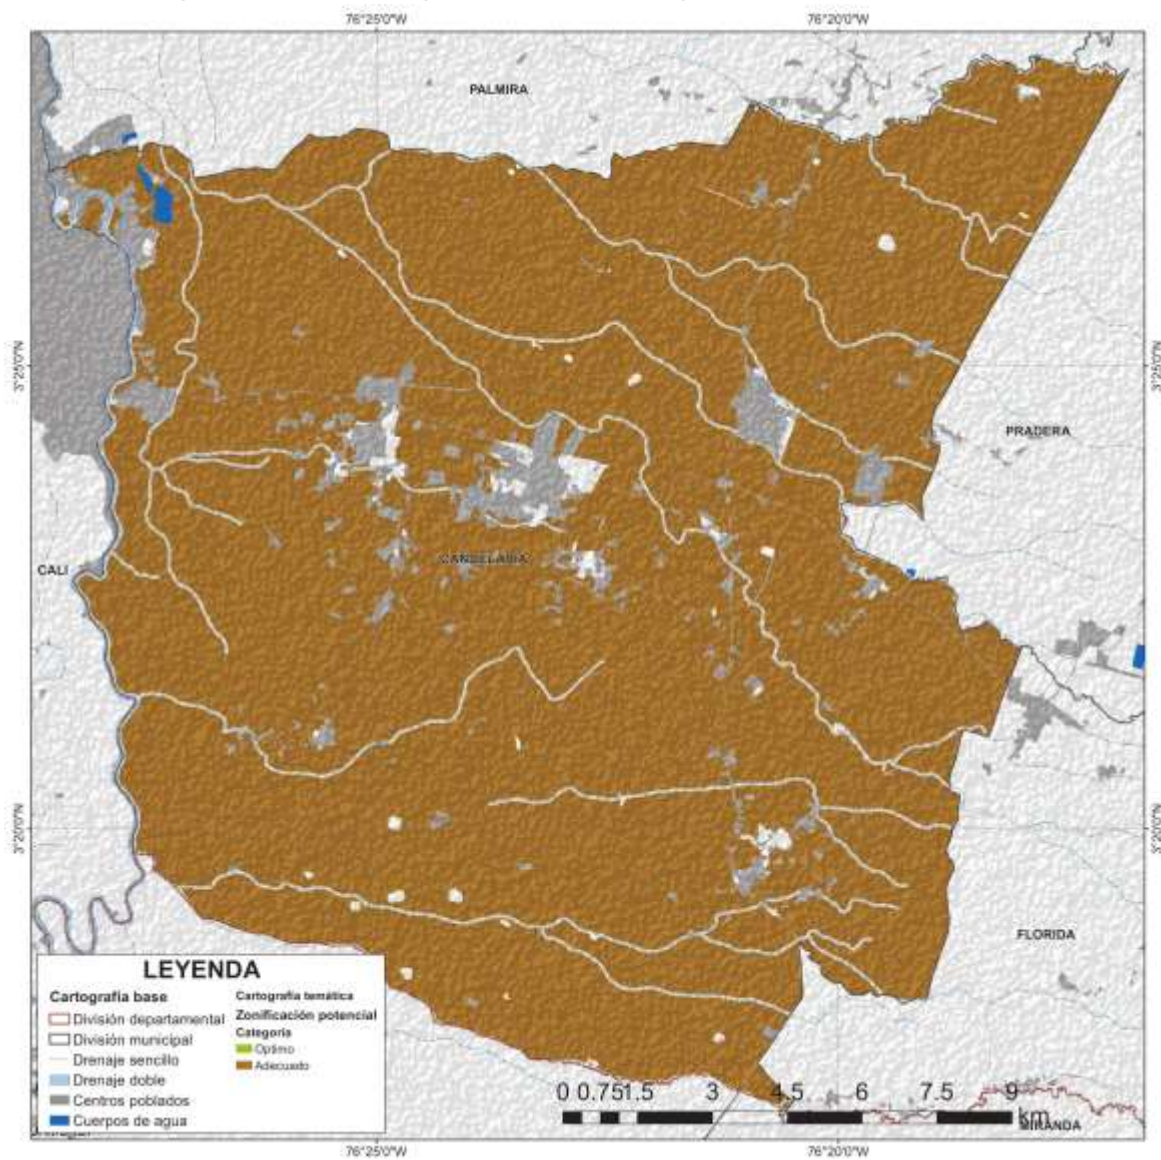 76°25'0"W 76°20'0"W
PALMIRA
3°25'0"N 3°25'0"N
PRADERA
CALI
CANDELARIA
3°20'0"N 3°20'0"N
FLORIDA
LEYENDA
Cartografía base
División departamental
División municipal
Drenaje sencillo
Drenaje doble
Centros poblados
Cuerpos de agua
Cartografía temática
Zonificación potencial
Categoría
Optimo
Adecuado
0 0.75 1.5 3 4.5 6 7.5 9
km
MIRANDA
76°25'0"W 76°20'0"W